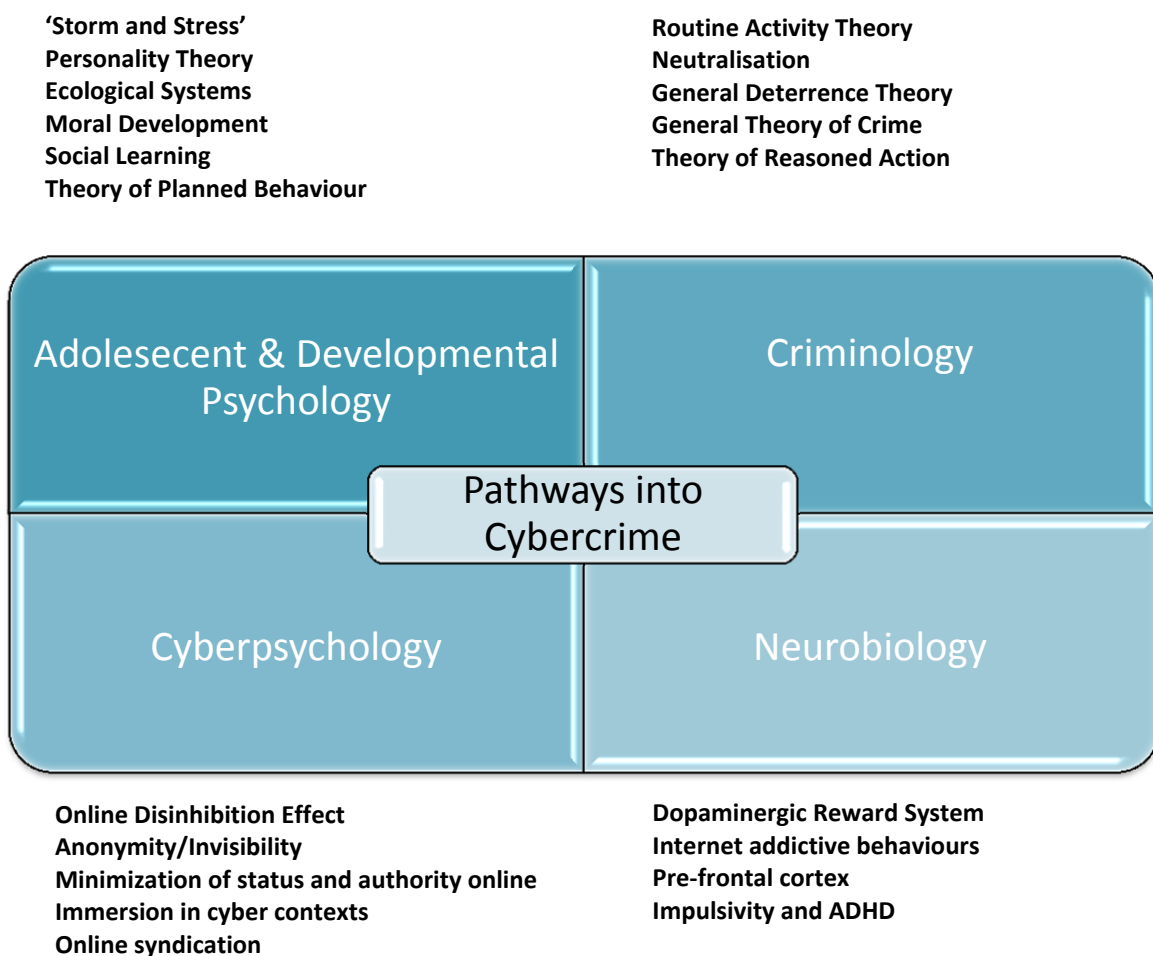 ‘Storm and Stress’
Personality Theory
Ecological Systems
Moral Development
Social Learning
Theory of Planned Behaviour
Routine Activity Theory
Neutralisation
General Deterrence Theory
General Theory of Crime
Theory of Reasoned Action
Adolesecent & Developmental
Psychology
Criminology
Pathways into
Cybercrime
Cyberpsychology
Neurobiology
Online Disinhibition Effect
Anonymity/Invisibility
Minimization of status and authority online
Immersion in cyber contexts
Online syndication
Dopaminergic Reward System
Internet addictive behaviours
Pre-frontal cortex
Impulsivity and ADHD